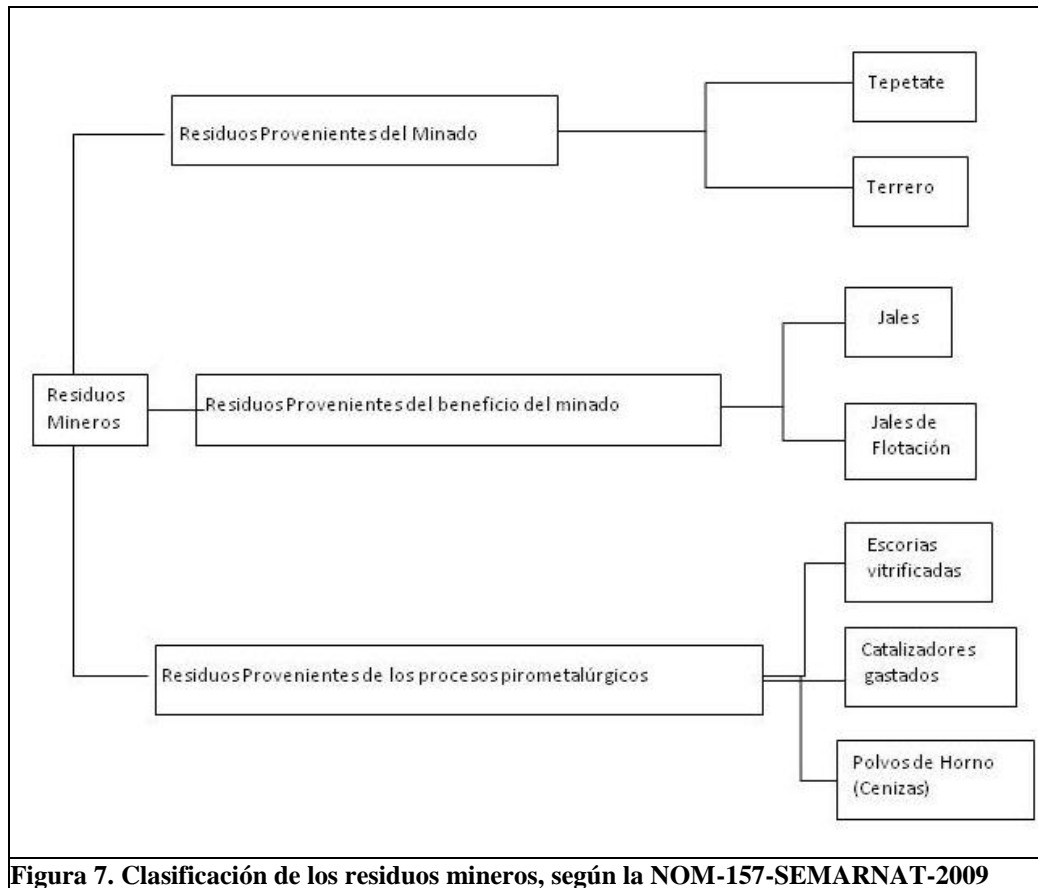 Tepetate
Residuos Provenientes del Minado
Terrero
Jales
Residuos
Mineros
Residuos Provenientes del beneficio del minado
Jales de
Flotación
Escorias
vitrificadas
Residuos Provenientes de los procesos pirometalúrgicos
Catalizadores
gastados
Polvos de Horno
(Cenizas)
Figura 7. Clasificación de los residuos mineros, según la NOM-157-SEMARNAT-2009